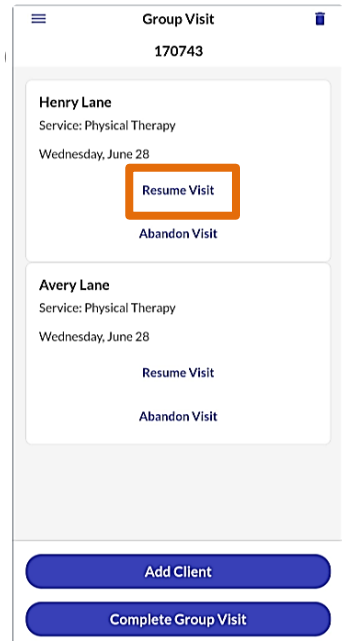 Group Visit
170743
Henry Lane
Service: Physical Therapy
Wednesday, June 28
Resume Visit
Abandon Visit
Avery Lane
Service: Physical Therapy
Wednesday, June 28
Resume Visit
Abandon Visit
Add Client
Complete Group Visit